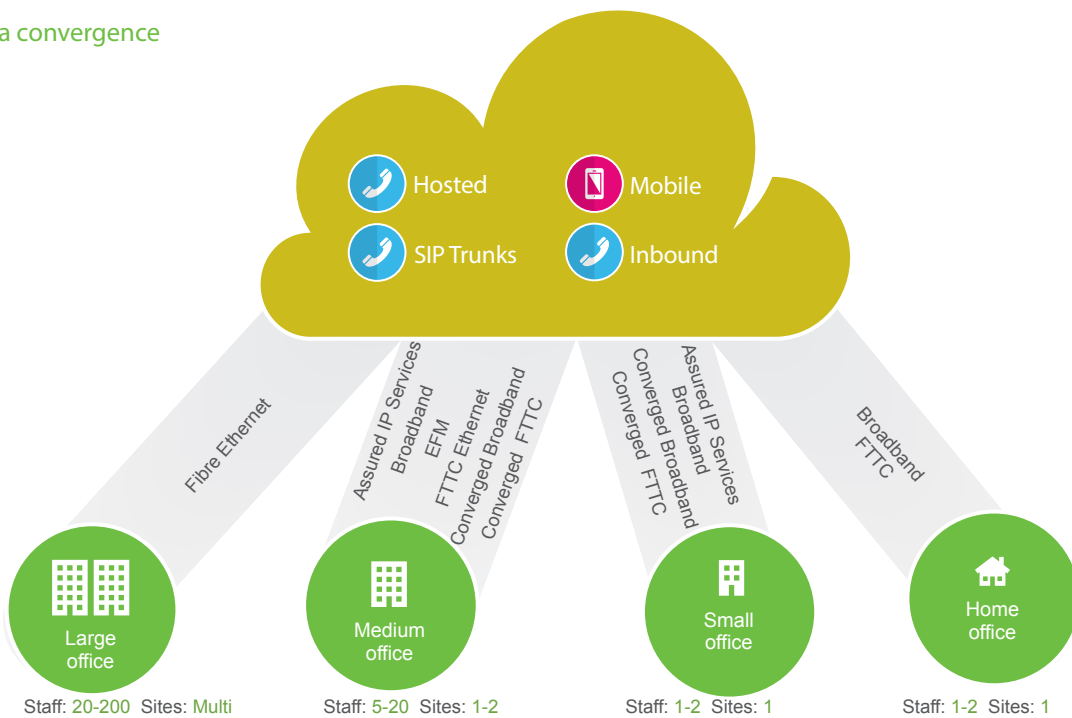 a convergence
Hosted
Mobile
SIP Trunks
Inbound
Fibre Ethernet
Assured IP Services
Broadband
EFM
FTTC Ethernet
Converged Broadband
Converged FTTC
Assured IP Services
Broadband
Converged Broadband
Converged FTTC
Broadband
FTTC
Large
office
Medium
office
Small
office
Home
office
Staff: 20-200 Sites: Multi
Staff: 5-20 Sites: 1-2
Staff: 1-2 Sites: 1
Staff: 1-2 Sites: 1